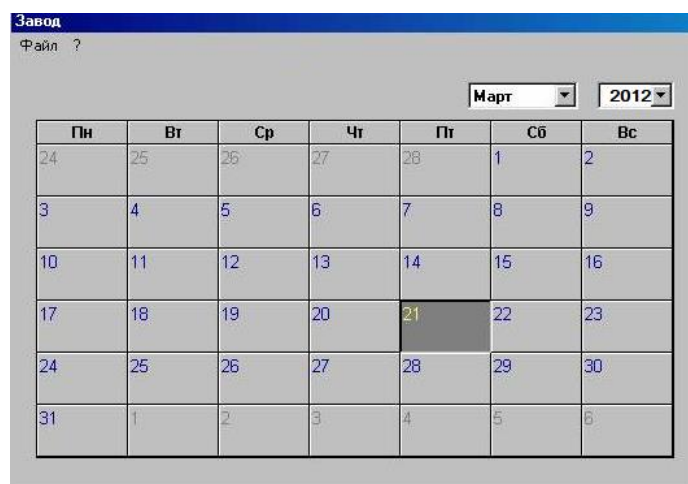 Завод
Файл ?
Март 2012
Пн Вт Ср Чт Пт Сб Вс
24 25 26 27 28 1 2
3 4 5 6 7 8 9
10 11 12 13 14 15 16
17 18 19 20 21 22 23
24 25 26 27 28 29 30
31 1 2 3 4 5 6